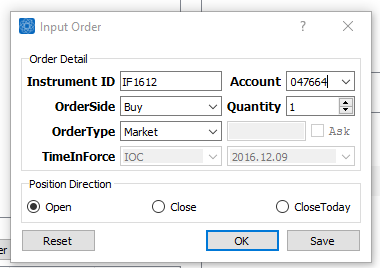 Input Order
?
Order Detail
Instrument ID IF1612 Account 047664
OrderSide Buy Quantity 1
OrderType Market Ask
TimeInForce IOC 2016.12.09
Position Direction
Open Close CloseToday
Reset OK Save
er